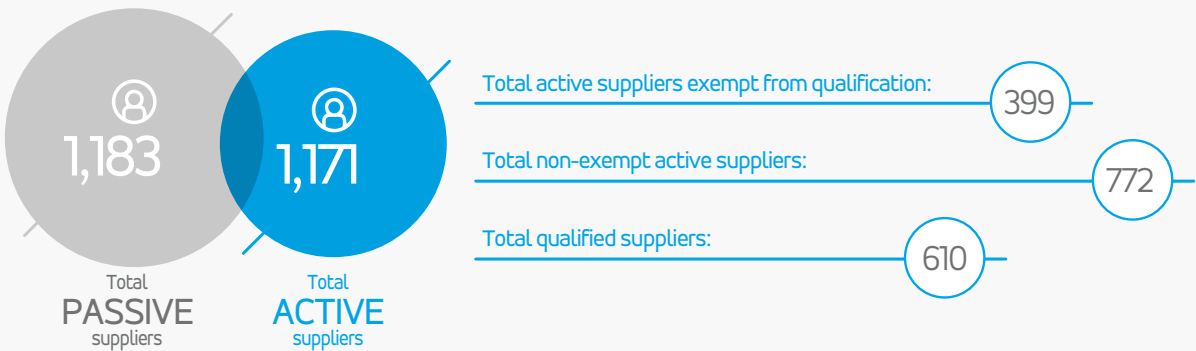 1,183
Total
PASSIVE
suppliers
1,171
Total
ACTIVE
suppliers
Total active suppliers exempt from qualification:
399
Total non-exempt active suppliers:
772
Total qualified suppliers:
610